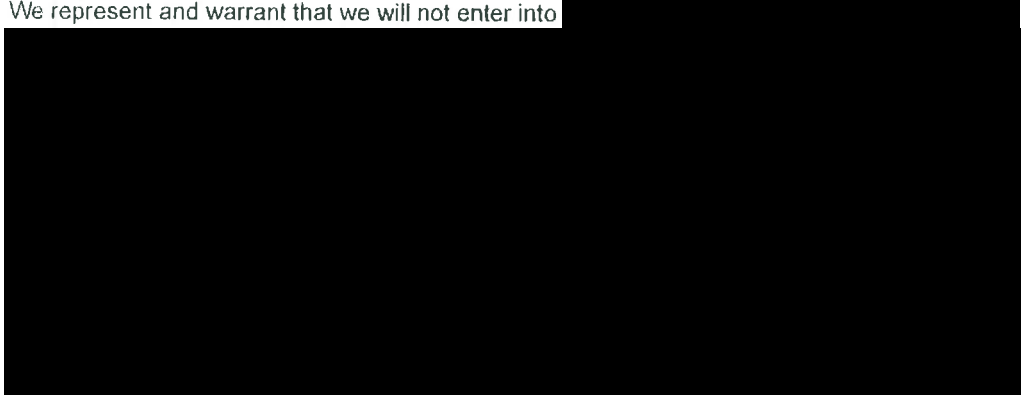 We represent and warrant that we will not enter into